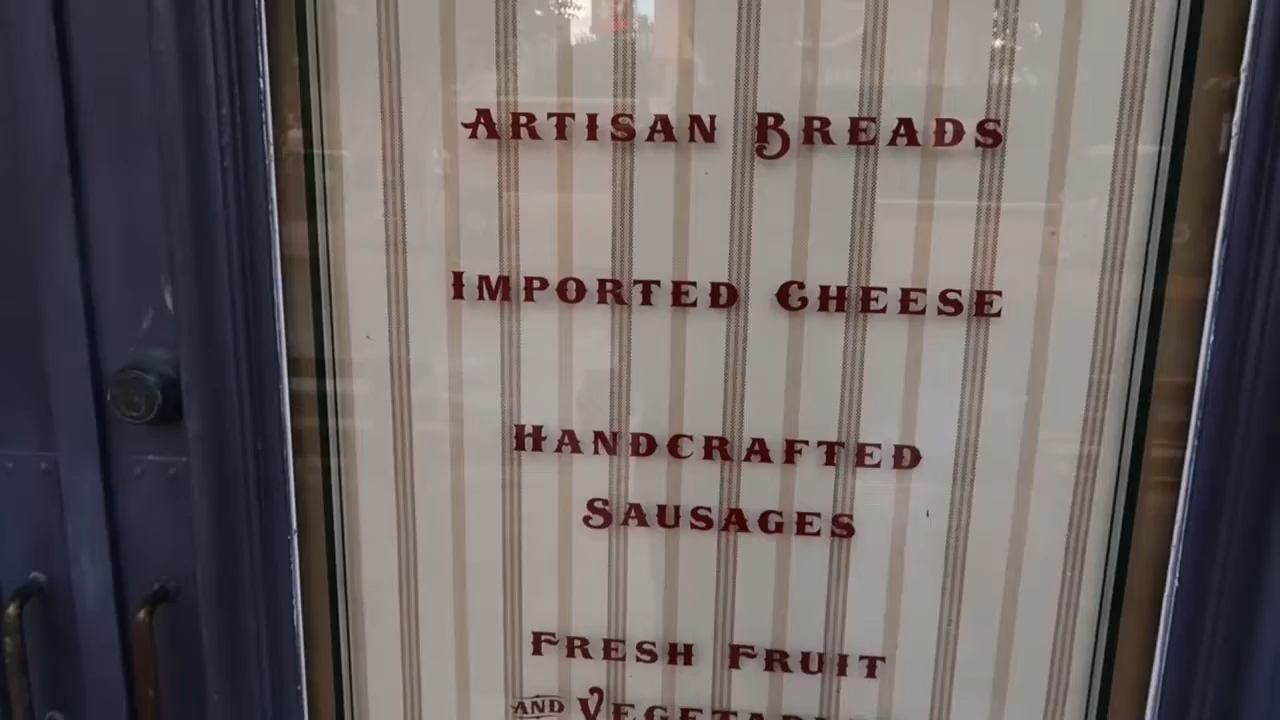 ARTISAN BREADS
IMPORTED CHEESE
HANDCRAFTED
SAUSAGES
FRESH FRUIT
AND